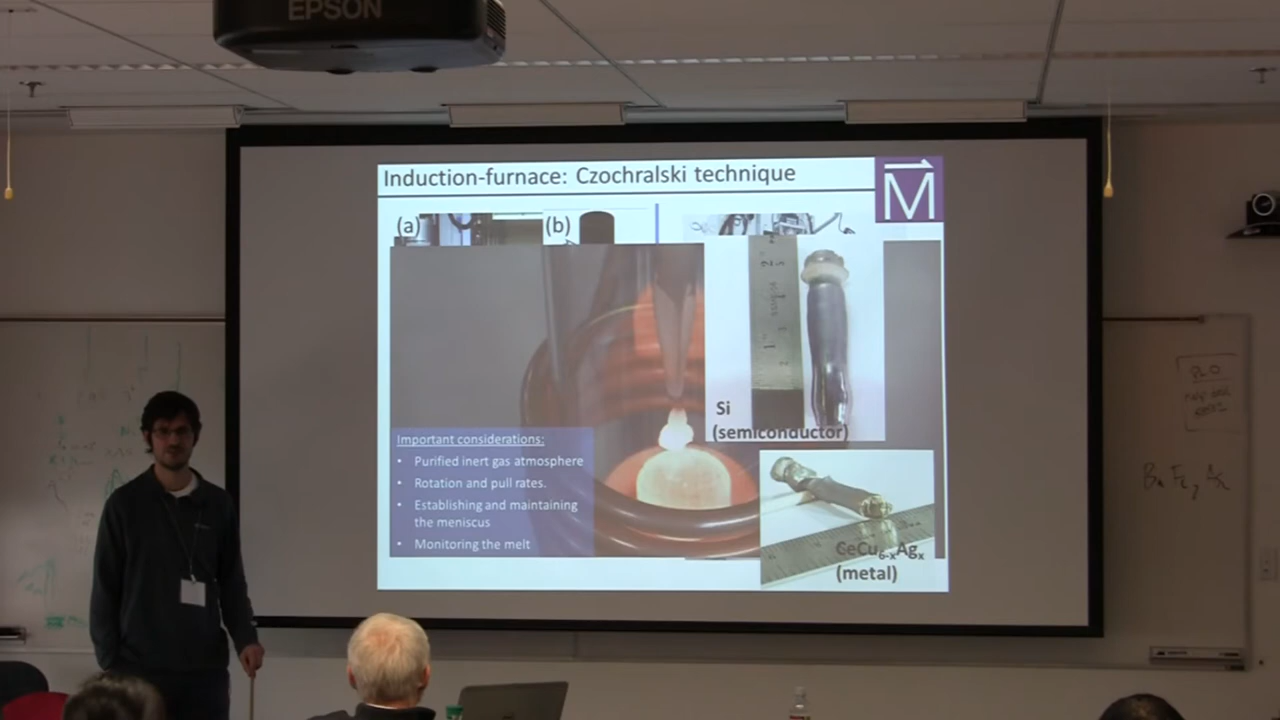 EPSON
Induction-furnace: Czochralski technique
M
(a)
(b)
Si
(semiconductor)
Important considerations:
• Purified inert gas atmosphere
• Rotation and pull rates.
• Establishing and maintaining
the meniscus
• Monitoring the melt
CeCu6-xAgx
(metal)